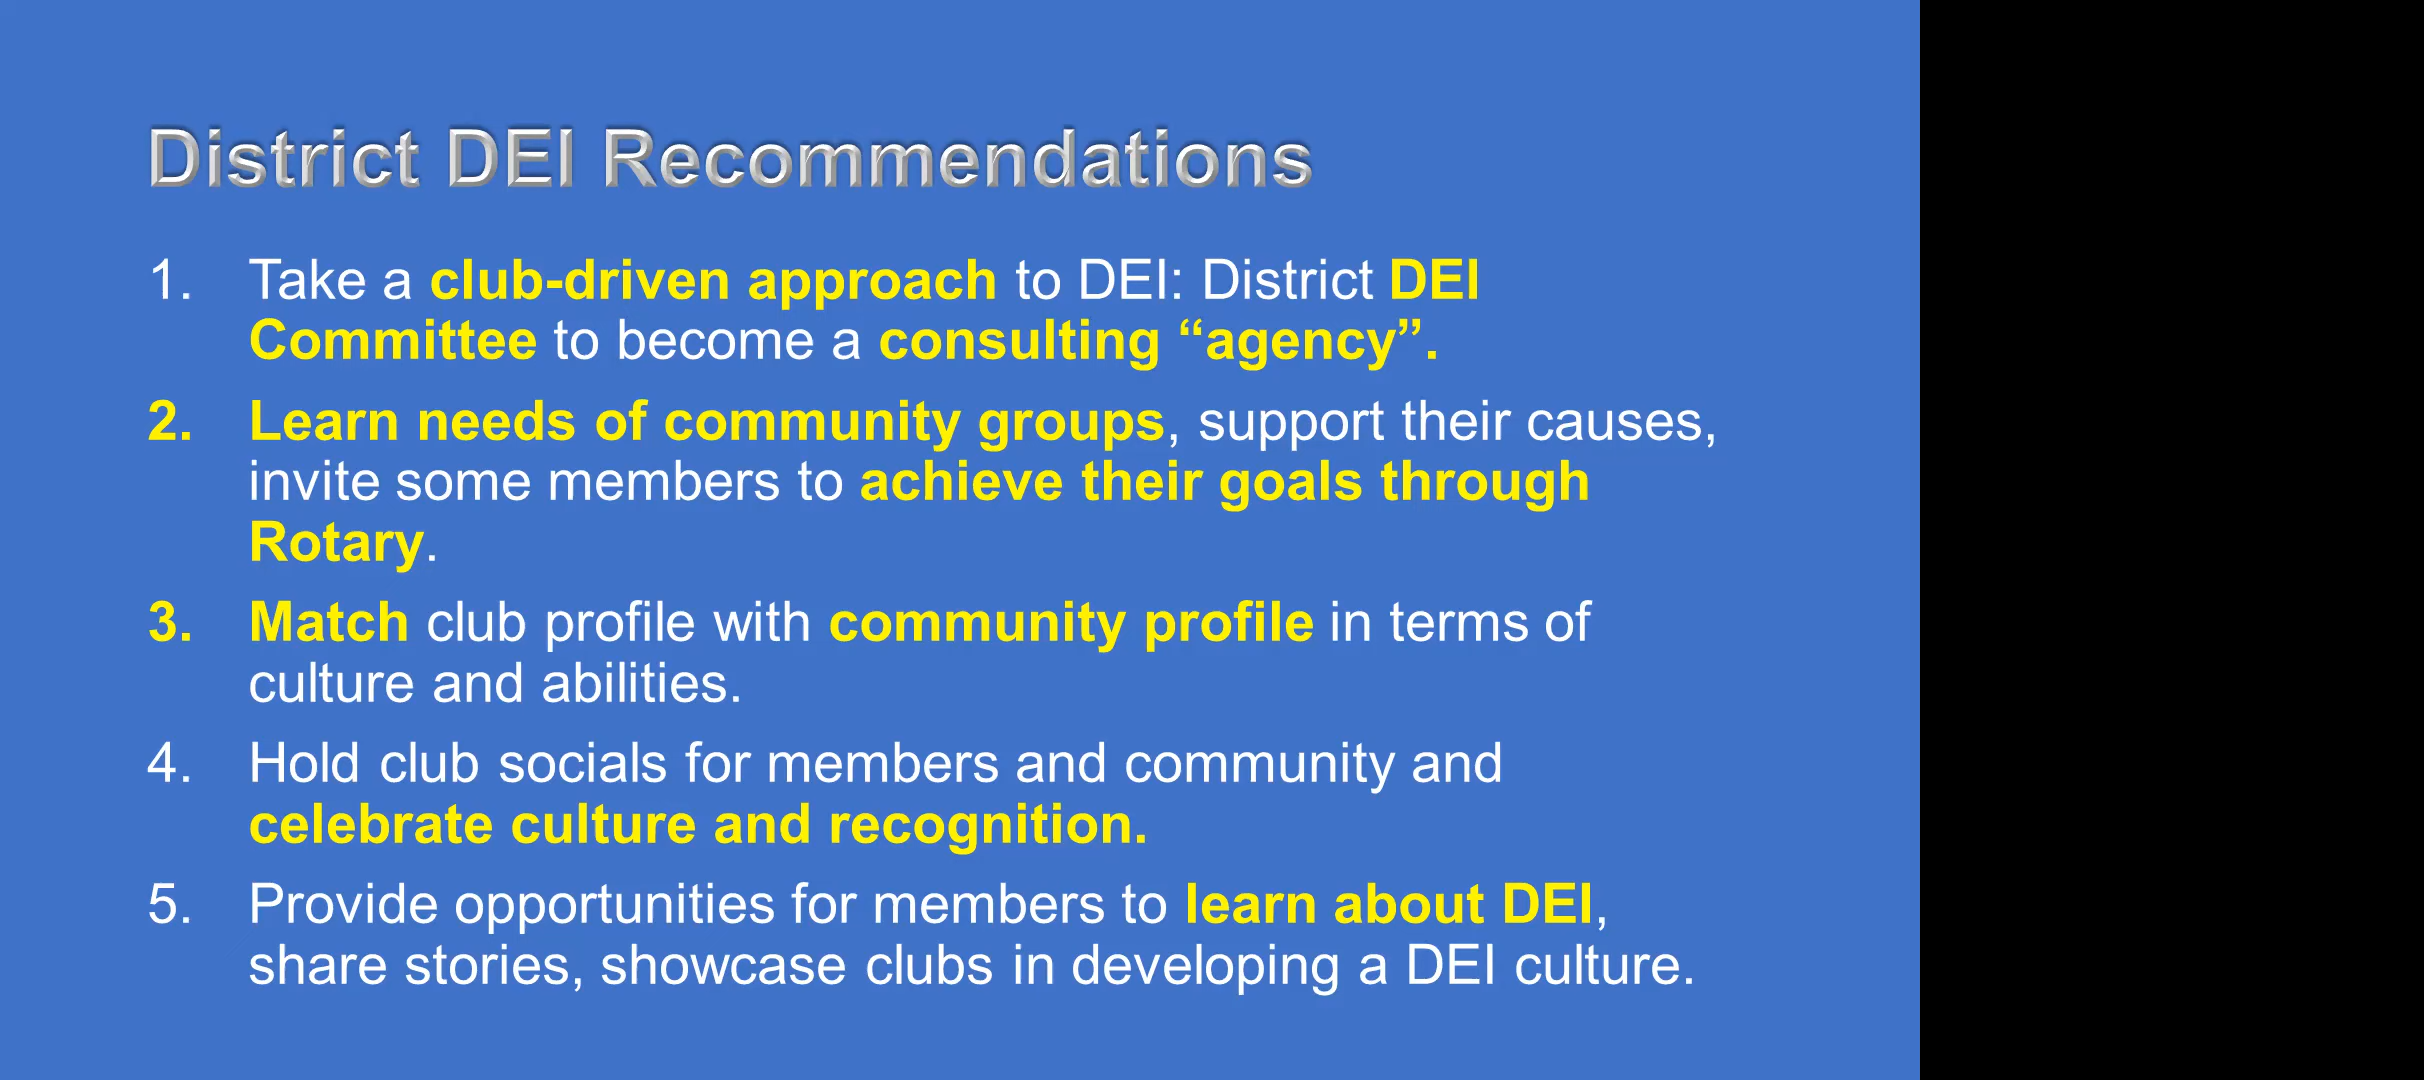 District DEI Recommendations
1. Take a club-driven approach to DEI: District DEI
Committee to become a consulting “agency”.
2. Learn needs of community groups, support their causes,
invite some members to achieve their goals through
Rotary.
3. Match club profile with community profile in terms of
culture and abilities.
4. Hold club socials for members and community and
celebrate culture and recognition.
5. Provide opportunities for members to learn about DEI,
share stories, showcase clubs in developing a DEI culture.